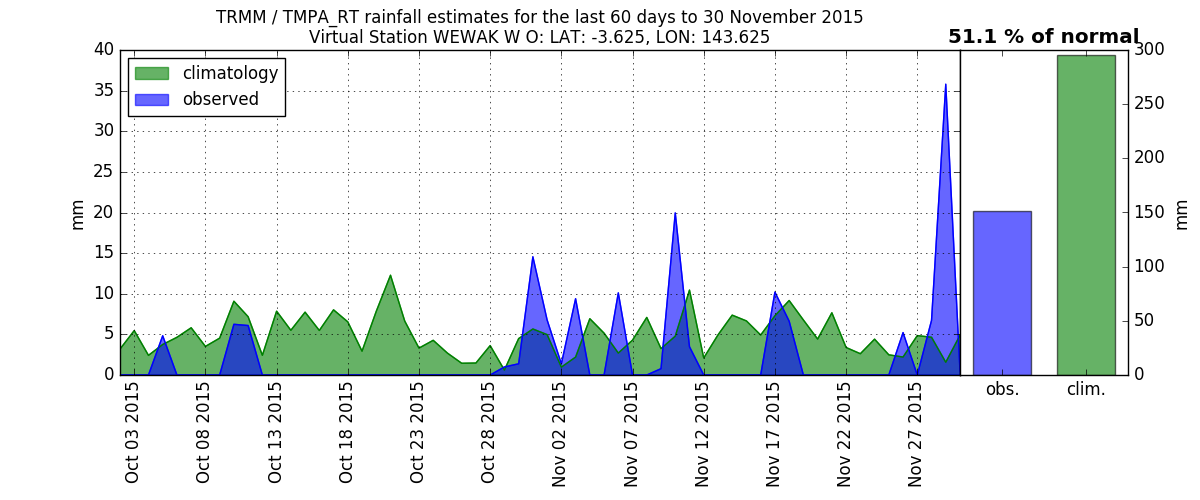 TRMM / TMPA_RT rainfall estimates for the last 60 days to 30 November 2015
Virtual Station WEWAK W O: LAT: -3.625, LON: 143.625
51.1 % of normal
climatology
observed
mm
40
35
30
25
20
15
10
5
0
Oct 03 2015
Oct 08 2015
Oct 13 2015
Oct 18 2015
Oct 23 2015
Oct 28 2015
Nov 02 2015
Nov 07 2015
Nov 12 2015
Nov 17 2015
Nov 22 2015
Nov 27 2015
obs.
clim.
300
250
200
150
100
50
0
mm